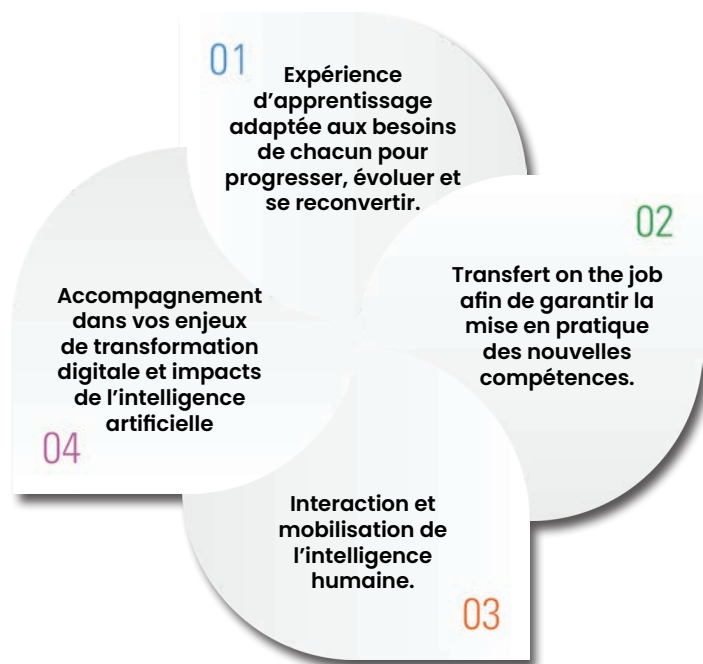 01
Expérience
d’apprentissage
adaptée aux besoins
de chacun pour
progresser, évoluer et
se reconvertir.
02
Transfert on the job
afin de garantir la
mise en pratique
des nouvelles
compétences.
Interaction et
mobilisation de
l’intelligence
humaine.
03
Accompagnement
dans vos enjeux
de transformation
digitale et impacts
de l’intelligence
artificielle
04